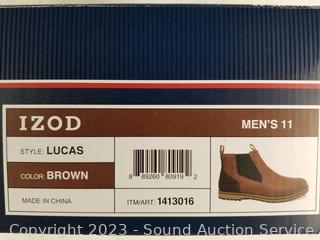 IZOD
MEN'S 11
STYLE: LUCAS
COLOR: BROWN
MADE IN CHINA
8 89260 80919 2
ITM/ART: 1413016
Copyright 2023 - Sound Auction Service